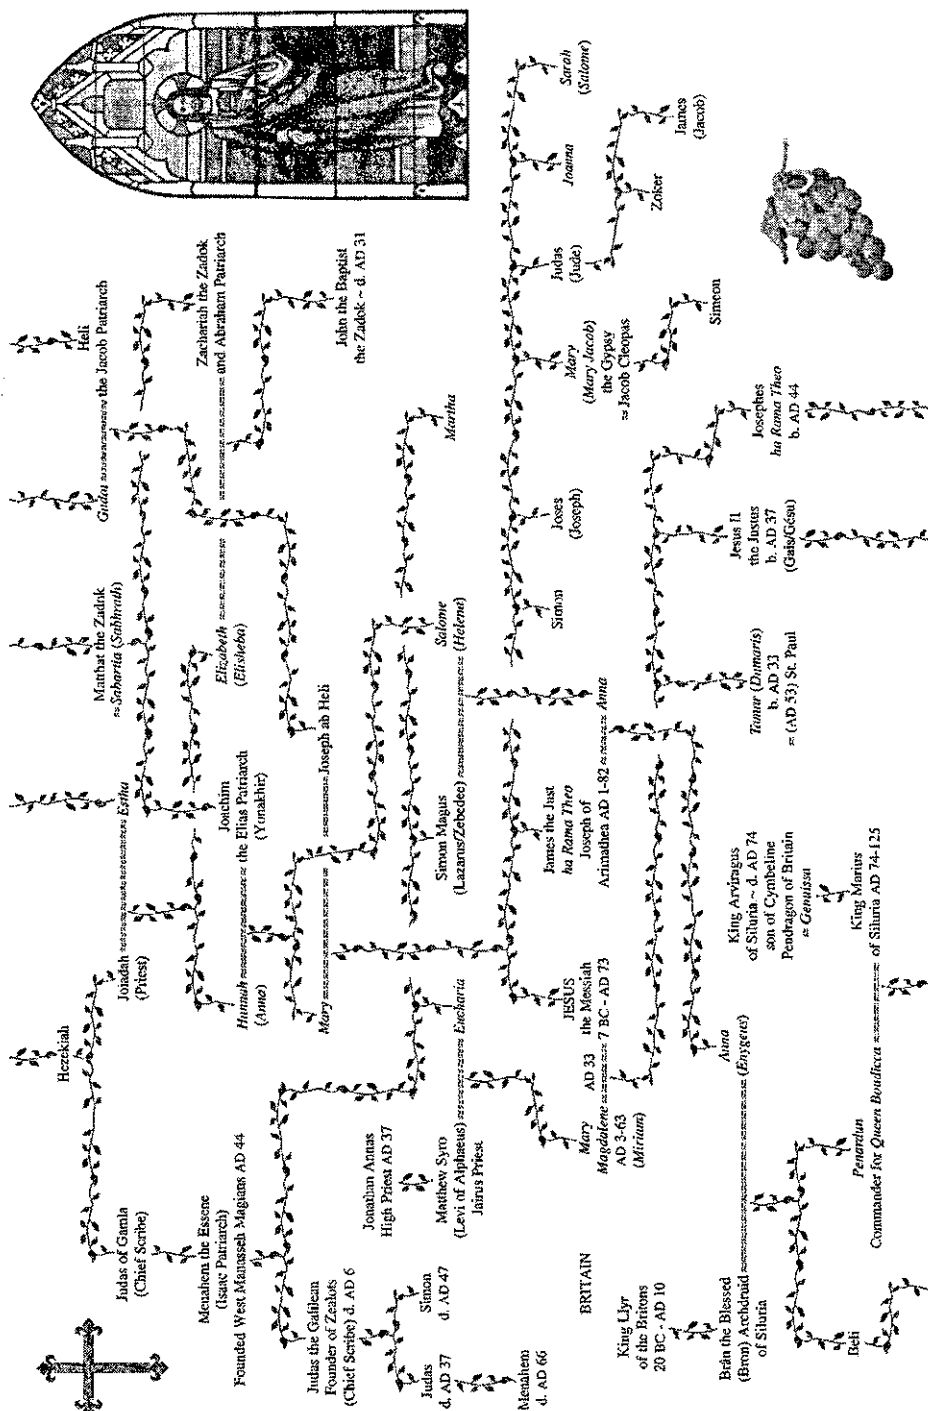 Hezekiah
Heli
Judas of Gamla
(Chief Scribe)
Joiadah
(Priest)
Estha
Matthat the Zadok
= Sabartia (Sabhrath)
the Jacob Patriarch
Menahem the Essene
(Isaac Patriarch)
Founded West Manasseh Magians AD 44
Hannah
(Anna)
Joachim
the Elias Patriarch
(Yonakhir)
Elizabeth
(Elisheba)
Zachariah the Zadok
and Abraham Patriarch
Judas the Galilean
Founder of Zealots
(Chief Scribe) d. AD 6
Mary
Joseph ab Heli
John the Baptist
the Zadok ~ d. AD 31
Judas
d. AD 37
Simon
d. AD 47
Jonathan Annas
High Priest AD 37
Matthew Syro
(Levi of Alphaeus)
Jairus Priest
Eucharia
Simon Magus
(Lazarus/Zebedee)
Salome
(Helena)
Martha
Menahem
d. AD 66
BRITAIN
Mary
Magdalene
AD 3-63
(Miriam)
AD 33
JESUS
the Messiah
7 BC - AD 73
James the Just
ha Rama Theo
Joseph of
Arimathea AD 1-82
Anna
Simon
Joses
(Joseph)
Mary
(Mary Jacob)
the Gypsy
= Jacob Cleopas
Judas
(Jude)
Joanna
Sarah
(Salome)
Simeon
Zoker
James
(Jacob)
King Llyr
of the Britons
20 BC - AD 10
Brân the Blessed
(Bron) Archdruid
of Siluria
Anna
(Enygeus)
King Arviragus
of Siluria ~ d. AD 74
son of Cymbeline
Pendragon of Britain
= Genuissa
Tamar (Damaris)
b. AD 33
= (AD 53) St. Paul
Jesus II
the Justus
b. AD 37
(Gais/Gésu)
Josephes
ha Rama Theo
b. AD 44
Beli
Penardun
Commander for Queen Boudicca
King Marius
of Siluria AD 74-125